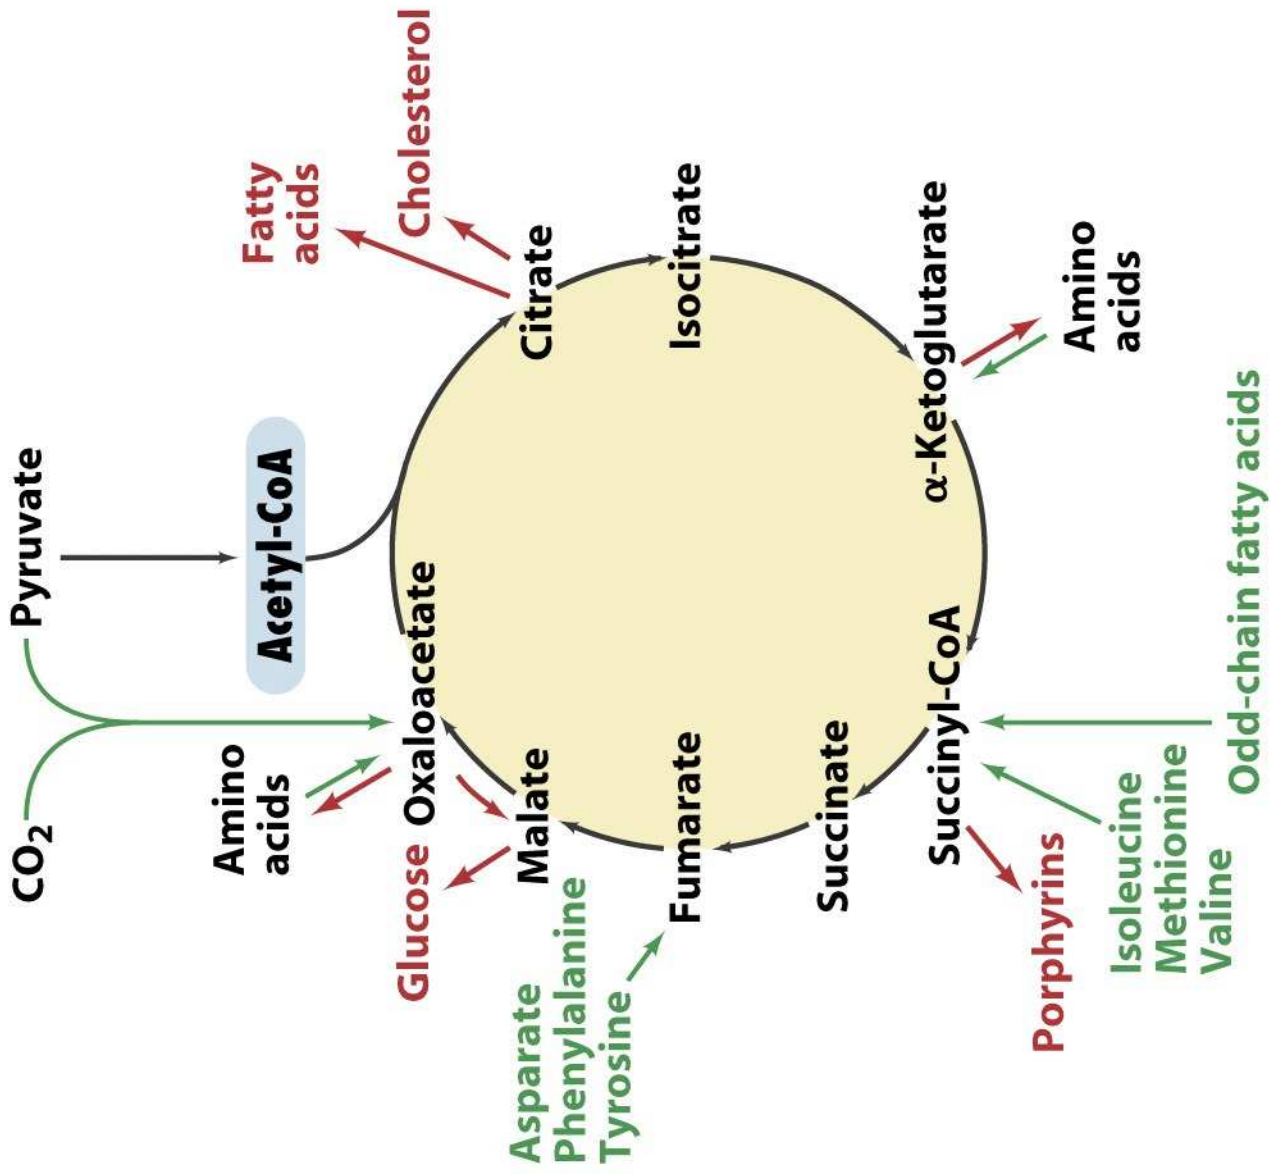 CO2
Pyruvate
Acetyl-CoA
Amino
acids
Oxaloacetate
Fatty
acids
Cholesterol
Citrate
Glucose
Malate
Isocitrate
Asparate
Phenylalanine
Tyrosine
Fumarate
Succinate
α-Ketoglutarate
Succinyl-CoA
Amino
acids
Porphyrins
Isoleucine
Methionine
Valine
Odd-chain fatty acids